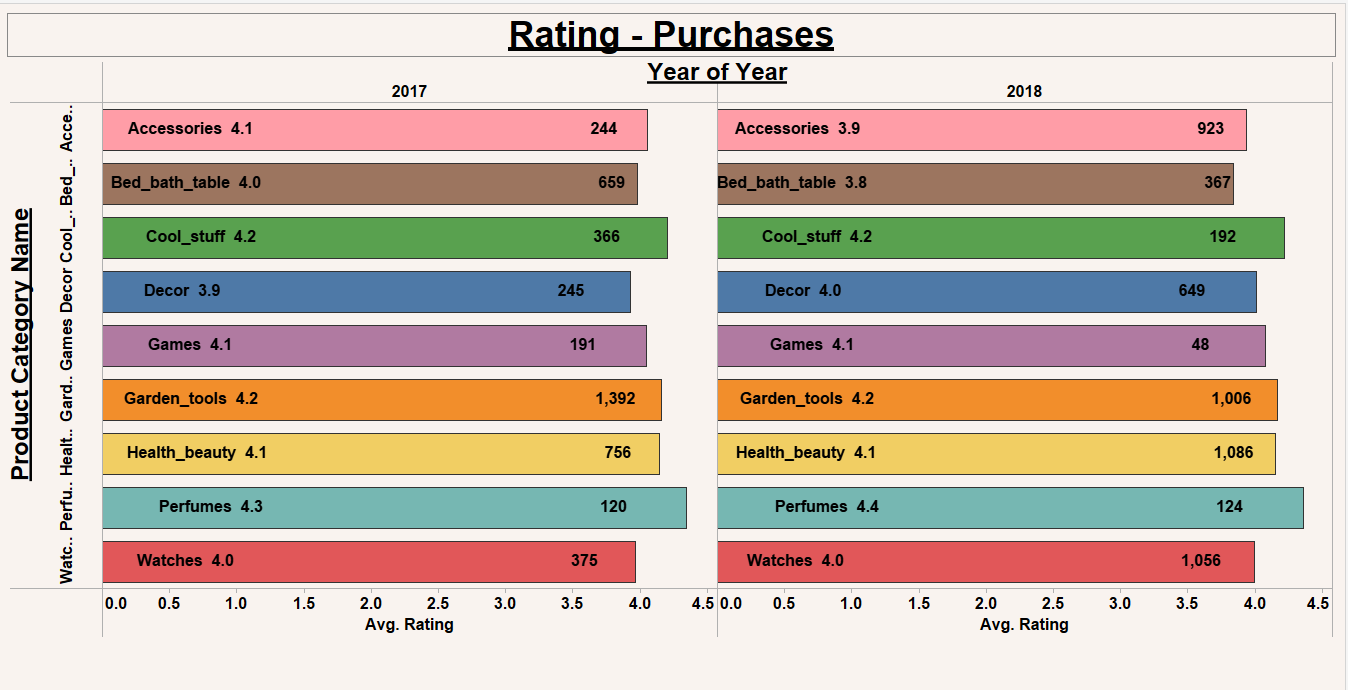 Rating - Purchases
Year of Year
2017 2018
Product Category Name
Acce.. Accessories 4.1 244 Accessories 3.9 923
Bed_.. Bed_bath_table 4.0 659 Bed_bath_table 3.8 367
Cool_.. Cool_stuff 4.2 366 Cool_stuff 4.2 192
Decor Decor 3.9 245 Decor 4.0 649
Games Games 4.1 191 Games 4.1 48
Gard.. Garden_tools 4.2 1,392 Garden_tools 4.2 1,006
Healt.. Health_beauty 4.1 756 Health_beauty 4.1 1,086
Perfu.. Perfumes 4.3 120 Perfumes 4.4 124
Watc.. Watches 4.0 375 Watches 4.0 1,056
0.0 0.5 1.0 1.5 2.0 2.5 3.0 3.5 4.0 4.5 0.0 0.5 1.0 1.5 2.0 2.5 3.0 3.5 4.0 4.5
Avg. Rating Avg. Rating